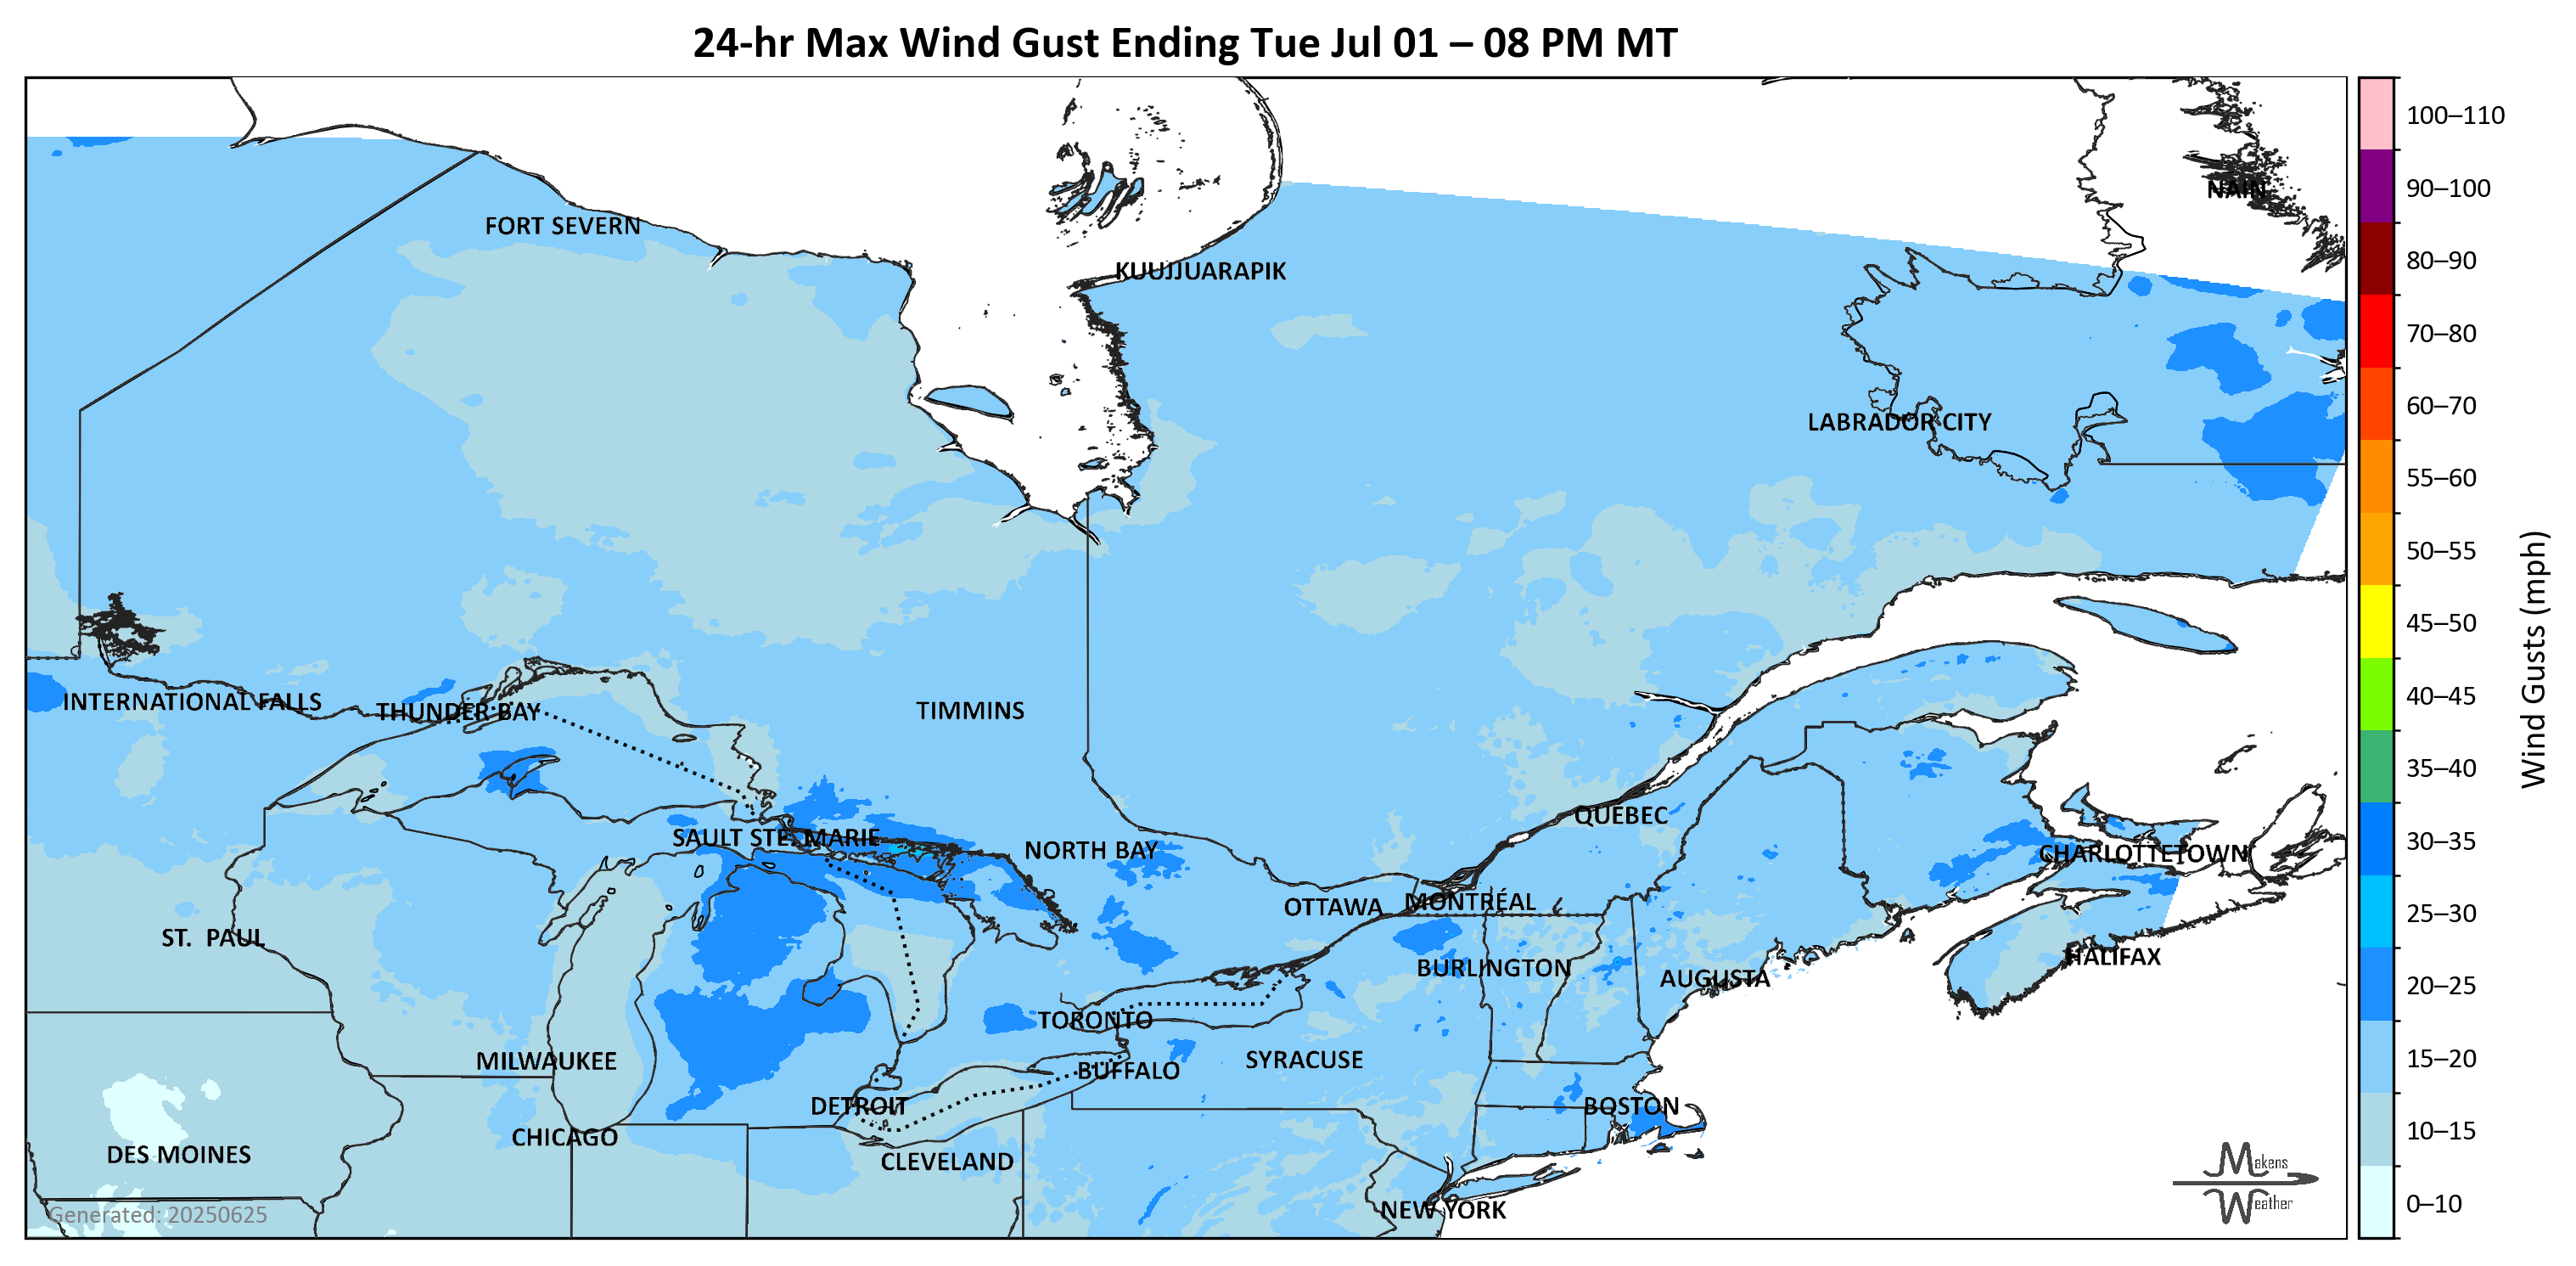 24-hr Max Wind Gust Ending Tue Jul 01 – 08 PM MT
100–110
90–100
80–90
70–80
60–70
55–60
50–55
45–50
40–45
35–40
30–35
25–30
20–25
15–20
10–15
0–10
Wind Gusts (mph)
NAIN
FORT SEVERN
KUUJJUARAPIK
LABRADOR CITY
INTERNATIONAL FALLS
THUNDER BAY
TIMMINS
QUEBEC
SAULT STE. MARIE
NORTH BAY
CHARLOTTETOWN
OTTAWA
MONTRÉAL
ST. PAUL
HALIFAX
BURLINGTON
AUGUSTA
TORONTO
MILWAUKEE
SYRACUSE
BUFFALO
DETROIT
BOSTON
CHICAGO
DES MOINES
CLEVELAND
NEW YORK
Generated: 20250625
Makens
Weather